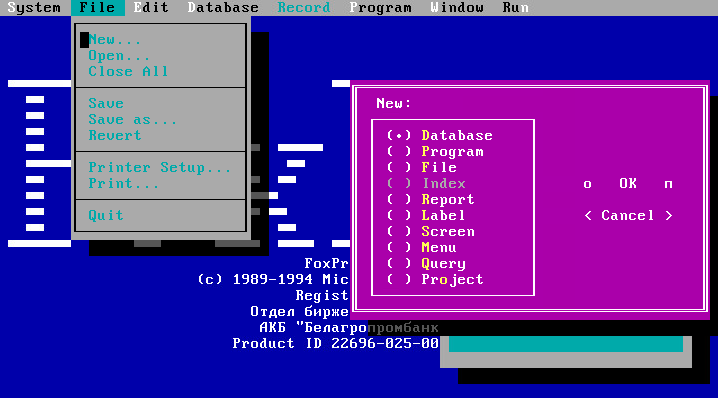 System File Edit Database Record Program Window Run
New...
Open...
Close All
Save
Save as...
Revert
Printer Setup...
Print...
Quit
New:
(•) Database
( ) Program
( ) File
( ) Index
( ) Report
( ) Label
( ) Screen
( ) Menu
( ) Query
( ) Project
о OK п
< Cancel >
FoxPr
(c) 1989-1994 Mic
Regist
Отдел бирже
АКБ "Белагропромбанк
Product ID 22696-025-00